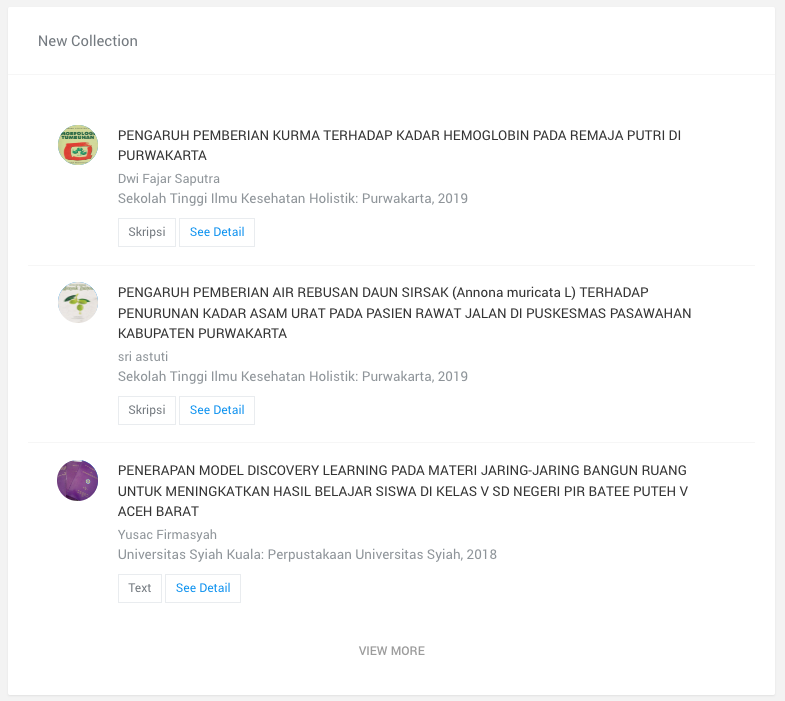 New Collection
PENGARUH PEMBERIAN KURMA TERHADAP KADAR HEMOGLOBIN PADA REMAJA PUTRI DI
PURWAKARTA
Dwi Fajar Saputra
Sekolah Tinggi Ilmu Kesehatan Holistik: Purwakarta, 2019
Skripsi See Detail
PENGARUH PEMBERIAN AIR REBUSAN DAUN SIRSAK (Annona muricata L) TERHADAP
PENURUNAN KADAR ASAM URAT PADA PASIEN RAWAT JALAN DI PUSKESMAS PASAWAHAN
KABUPATEN PURWAKARTA
sri astuti
Sekolah Tinggi Ilmu Kesehatan Holistik: Purwakarta, 2019
Skripsi See Detail
PENERAPAN MODEL DISCOVERY LEARNING PADA MATERI JARING-JARING BANGUN RUANG
UNTUK MENINGKATKAN HASIL BELAJAR SISWA DI KELAS V SD NEGERI PIR BATEE PUTEH V
ACEH BARAT
Yusac Firmasyah
Universitas Syiah Kuala: Perpustakaan Universitas Syiah, 2018
Text See Detail
VIEW MORE